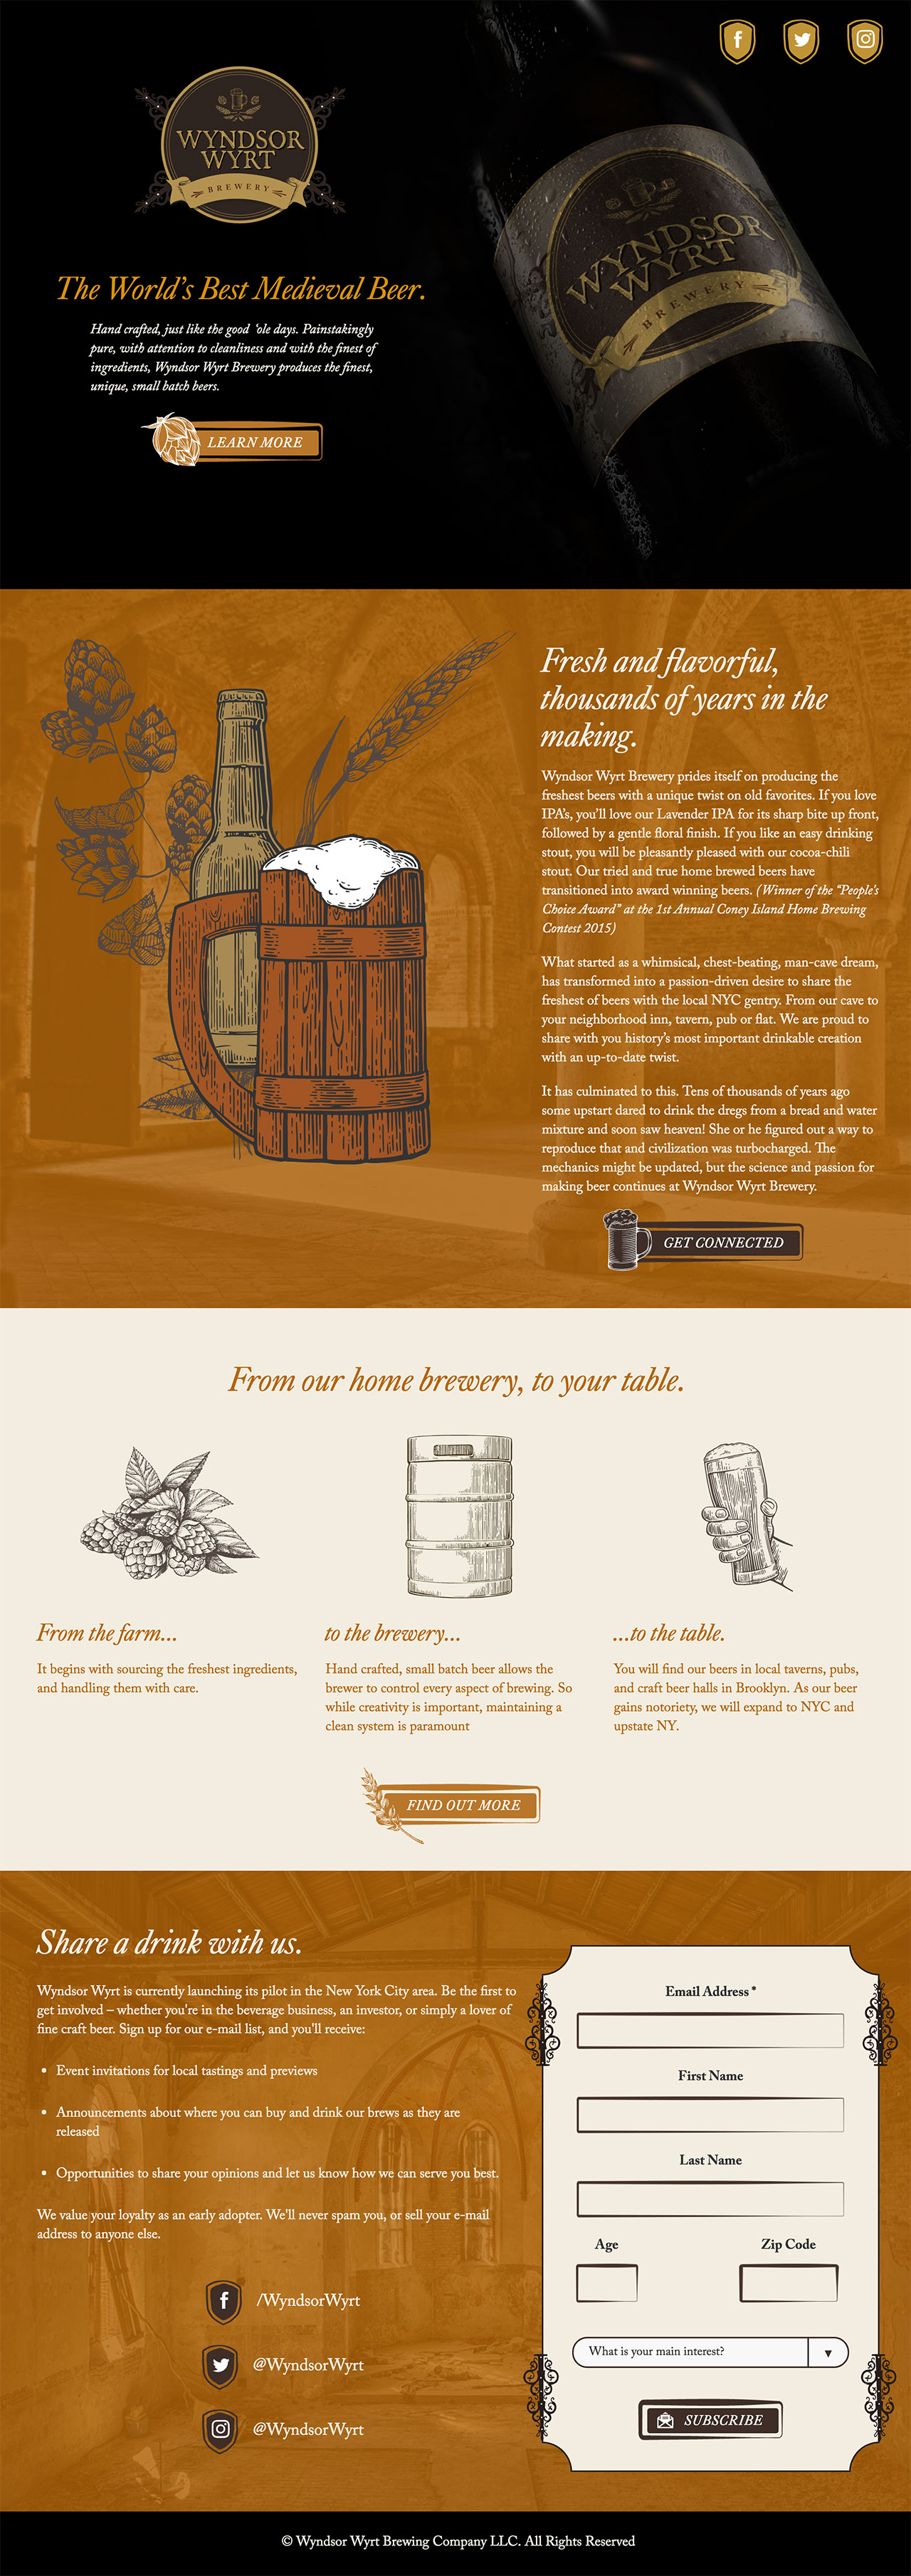 WYNDSOR
WYRT
BREWERY
WYNDSOR
WYRT
BREWERY
The World's Best Medieval Beer.
Hand crafted, just like the good ‘ole days. Painstakingly
pure, with attention to cleanliness and with the finest of
ingredients, Wyndsor Wyrt Brewery produces the finest,
unique, small batch beers.
LEARN MORE
Fresh and flavorful,
thousands of years in the
making.
Wyndsor Wyrt Brewery prides itself on producing the
freshest beers with a unique twist on old favorites. If you love
IPA's, you'll love our Lavender IPA for its sharp bite up front,
followed by a gentle floral finish. If you like an easy drinking
stout, you will be pleasantly pleased with our cocoa-chili
stout. Our tried and true home brewed beers have
transitioned into award winning beers. (Winner of the “People's
Choice Award” at the 1st Annual Coney Island Home Brewing
Contest 2015)
What started as a whimsical, chest-beating, man-cave dream,
has transformed into a passion-driven desire to share the
freshest of beers with the local NYC gentry. From our cave to
your neighborhood inn, tavern, pub or flat. We are proud to
share with you history's most important drinkable creation
with an up-to-date twist.
It has culminated to this. Tens of thousands of years ago
some upstart dared to drink the dregs from a bread and water
mixture and soon saw heaven! She or he figured out a way to
reproduce that and civilization was turbocharged. The
mechanics might be updated, but the science and passion for
making beer continues at Wyndsor Wyrt Brewery.
GET CONNECTED
From our home brewery, to your table.
From the farm...
It begins with sourcing the freshest ingredients,
and handling them with care.
to the brewery...
Hand crafted, small batch beer allows the
brewer to control every aspect of brewing. So
while creativity is important, maintaining a
clean system is paramount
...to the table.
You will find our beers in local taverns, pubs,
and craft beer halls in Brooklyn. As our beer
gains notoriety, we will expand to NYC and
upstate NY.
FIND OUT MORE
Share a drink with us.
Wyndsor Wyrt is currently launching its pilot in the New York City area. Be the first to
get involved – whether you're in the beverage business, an investor, or simply a lover of
fine craft beer. Sign up for our e-mail list, and you'll receive:
• Event invitations for local tastings and previews
• Announcements about where you can buy and drink our brews as they are
released
• Opportunities to share your opinions and let us know how we can serve you best.
We value your loyalty as an early adopter. We'll never spam you, or sell your e-mail
address to anyone else.
/WyndsorWyrt
@WyndsorWyrt
@WyndsorWyrt
Email Address *
First Name
Last Name
Age
Zip Code
What is your main interest?
SUBSCRIBE
© Wyndsor Wyrt Brewing Company LLC. All Rights Reserved